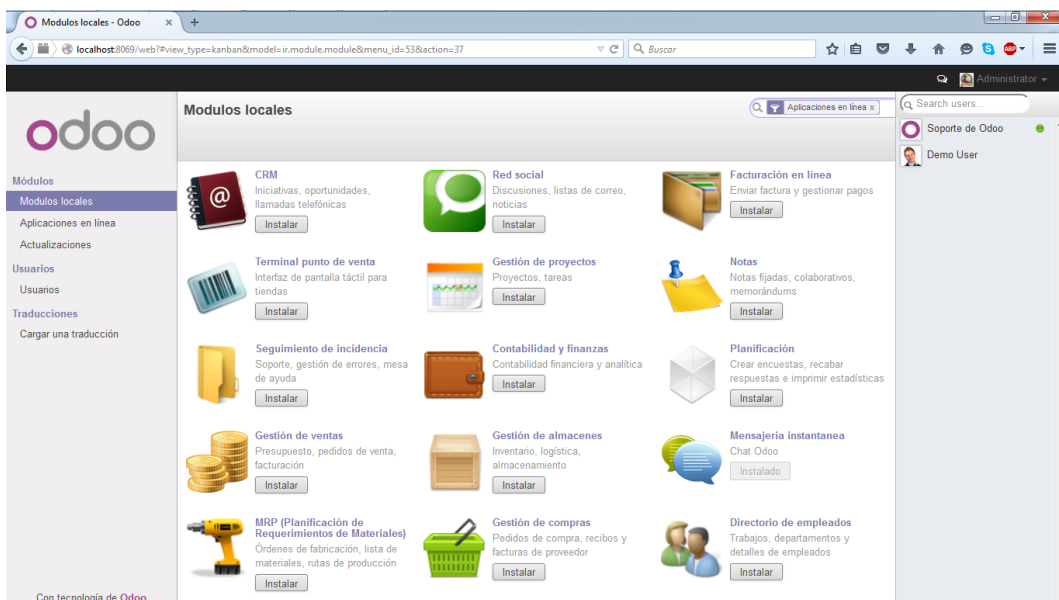 Modulos locales - Odoo
localhost:8069/web?#view_type=kanban&model=ir.module.module&menu_id=53&action=37
Buscar
ABP
Administrator
odoo
Módulos
Modulos locales
Aplicaciones en línea
Actualizaciones
Usuarios
Usuarios
Traducciones
Cargar una traducción
Con tecnología de Odoo
Modulos locales
Aplicaciones en línea x
CRM
Iniciativas, oportunidades,
llamadas telefónicas
Instalar
Red social
Discusiones, listas de correo,
noticias
Instalar
Facturación en línea
Enviar factura y gestionar pagos
Instalar
Terminal punto de venta
Interfaz de pantalla táctil para
tiendas
Instalar
Gestión de proyectos
Proyectos, tareas
Instalar
Notas
Notas fijadas, colaborativos,
memorándums
Instalar
Seguimiento de incidencia
Soporte, gestión de errores, mesa
de ayuda
Instalar
Contabilidad y finanzas
Contabilidad financiera y analítica
Instalar
Planificación
Crear encuestas, recabar
respuestas e imprimir estadísticas
Instalar
Gestión de ventas
Presupuesto, pedidos de venta,
facturación
Instalar
Gestión de almacenes
Inventario, logística,
almacenamiento
Instalar
Mensajería instantanea
Chat Odoo
Instalado
MRP (Planificación de
Requerimientos de Materiales)
Órdenes de fabricación, lista de
materiales, rutas de producción
Instalar
Gestión de compras
Pedidos de compra, recibos y
facturas de proveedor
Instalar
Directorio de empleados
Trabajos, departamentos y
detalles de empleados
Instalar
Search users...
Soporte de Odoo
Demo User